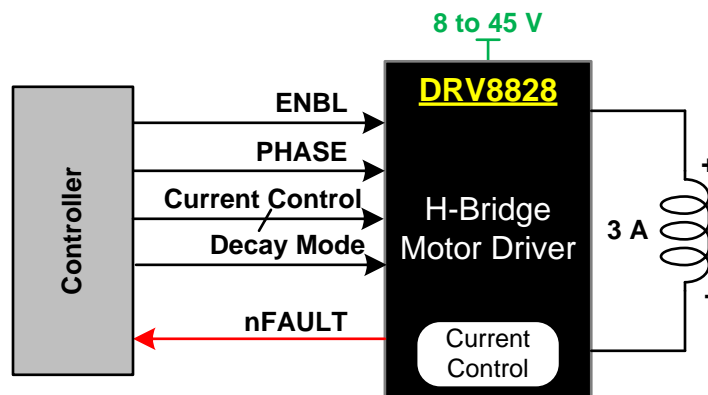 8 to 45 V
DRV8828
Controller
ENBL
PHASE
Current Control
Decay Mode
nFAULT
H-Bridge
Motor Driver
Current
Control
3 A
+
-